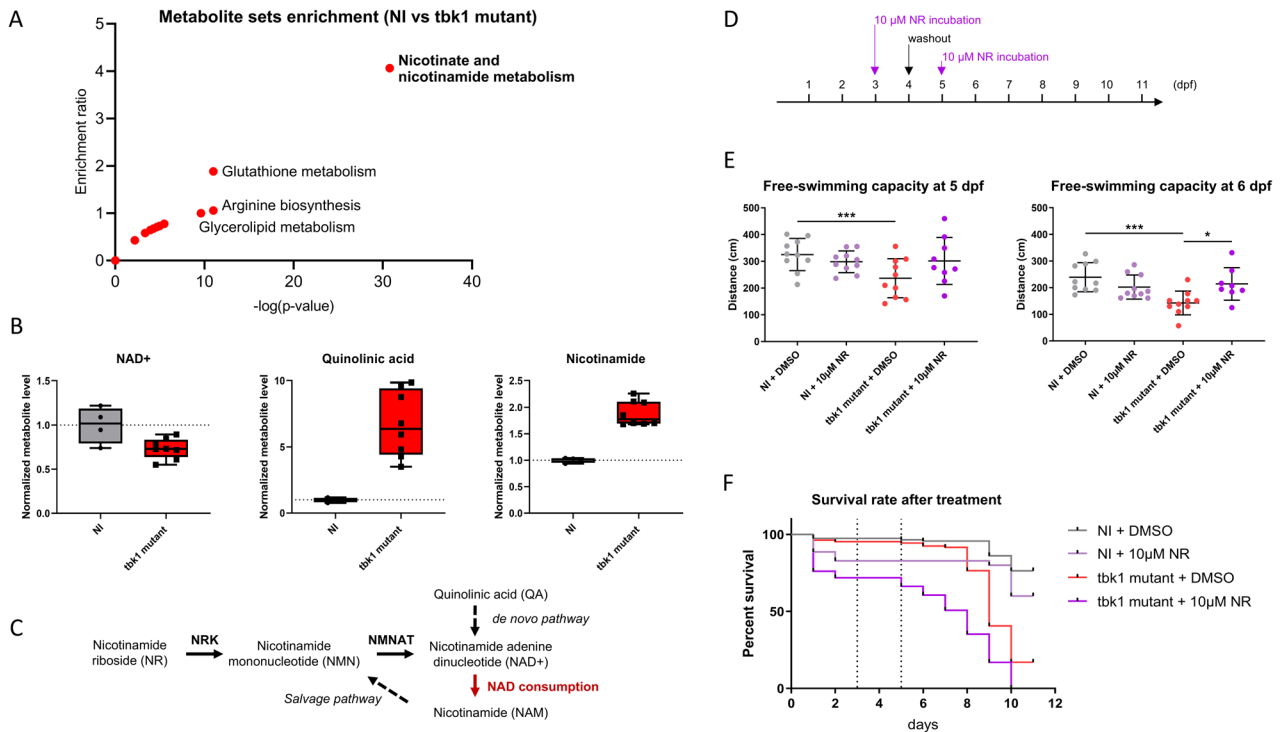 A
Metabolite sets enrichment (NI vs tbk1 mutant)
Enrichment ratio
5
4
3
2
1
0
Nicotinate and
nicotinamide metabolism
Glutathione metabolism
Arginine biosynthesis
Glycerolipid metabolism
0 10 20 30 40
-log(p-value)
B
NAD+
Normalized metabolite level
1.5
1.0
0.5
0.0
NI
tbk1 mutant
Quinolinic acid
Normalized metabolite level
10
5
0
NI
tbk1 mutant
Nicotinamide
Normalized metabolite level
2.5
2.0
1.5
1.0
0.5
0.0
NI
tbk1 mutant
C
Quinolinic acid (QA)
de novo pathway
Nicotinamide
riboside (NR)
NRK
Nicotinamide
mononucleotide (NMN)
NMNAT
Nicotinamide adenine
dinucleotide (NAD+)
NAD consumption
Salvage pathway
Nicotinamide (NAM)
D
10 µM NR incubation
washout
10 µM NR incubation
1 2 3 4 5 6 7 8 9 10 11 (dpf)
E
Free-swimming capacity at 5 dpf
Distance (cm)
500
400
300
200
100
0
***
NI + DMSO
NI + 10µM NR
tbk1 mutant + DMSO
tbk1 mutant + 10µM NR
Free-swimming capacity at 6 dpf
Distance (cm)
500
400
300
200
100
0
***
*
NI + DMSO
NI + 10µM NR
tbk1 mutant + DMSO
tbk1 mutant + 10µM NR
F
Survival rate after treatment
Percent survival
100
50
0
0 2 4 6 8 10 12
days
NI + DMSO
NI + 10µM NR
tbk1 mutant + DMSO
tbk1 mutant + 10µM NR